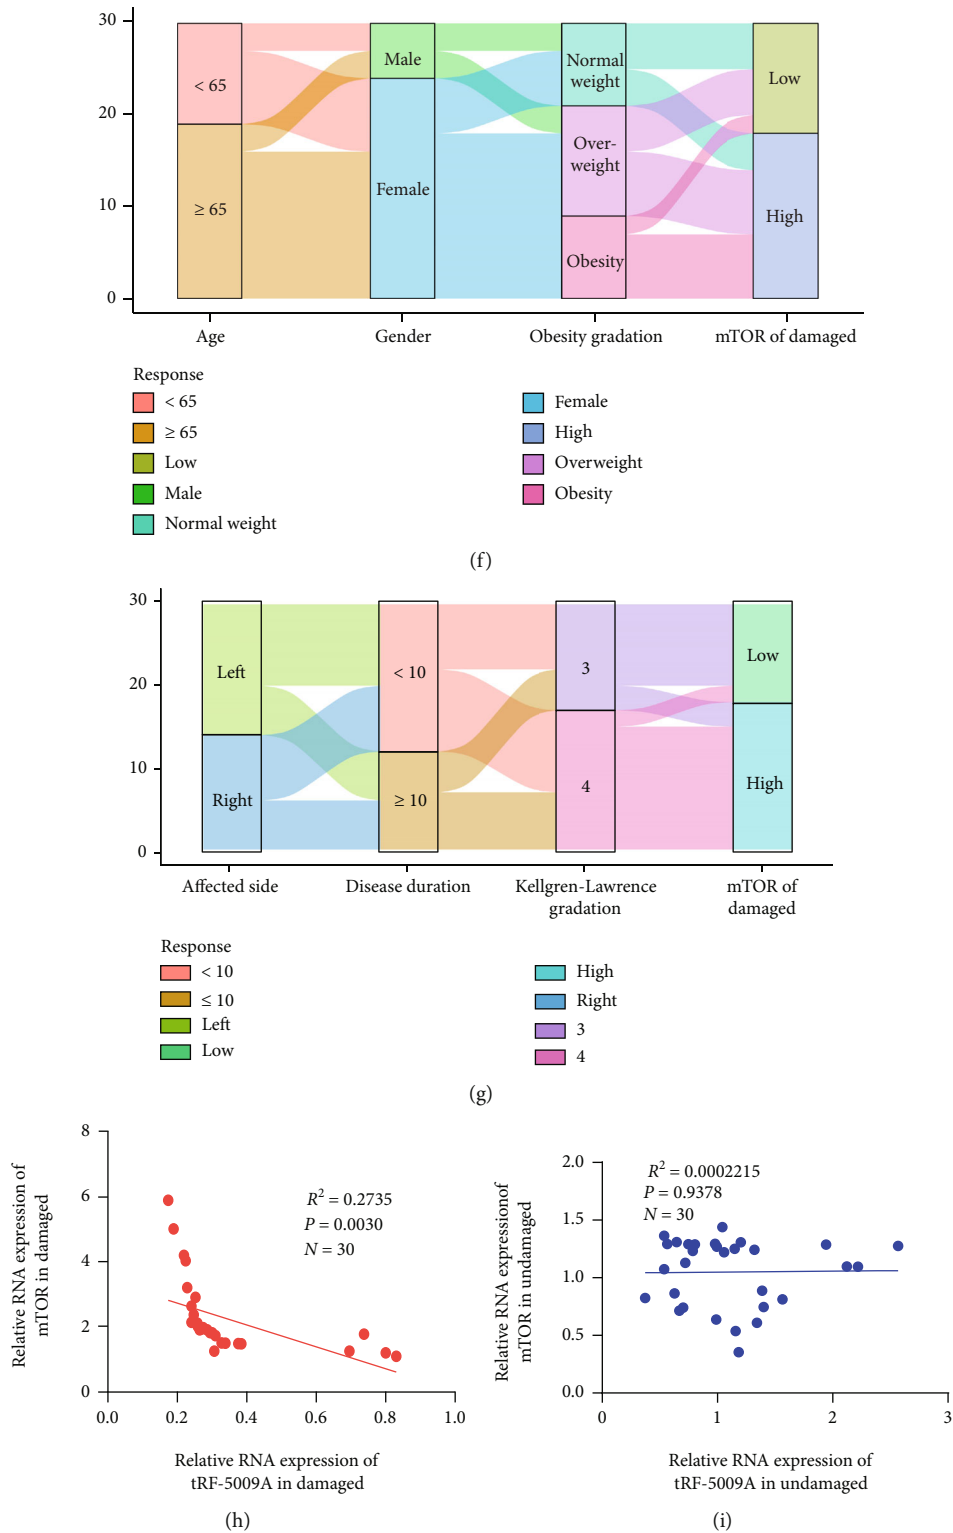 30
20
10
0
< 65
≥ 65
Male
Female
Normal
weight
Over-
weight
Obesity
Low
High
Age
Gender
Obesity gradation
mTOR of damaged
Response
< 65
≥ 65
Low
Male
Normal weight
Female
High
Overweight
Obesity
(f)
30
20
10
0
Left
Right
< 10
≥ 10
3
4
Low
High
Affected side
Disease duration
Kellgren-Lawrence
gradation
mTOR of
damaged
Response
< 10
≤ 10
Left
Low
High
Right
3
4
(g)
Relative RNA expression of
mTOR in damaged
8
6
4
2
0
R² = 0.2735
P = 0.0030
N = 30
0.0
0.2
0.4
0.6
0.8
1.0
Relative RNA expression of
tRF-5009A in damaged
(h)
Relative RNA expressionof
mTOR in undamaged
2.0
1.5
1.0
0.5
0.0
R² = 0.0002215
P = 0.9378
N = 30
0
1
2
3
Relative RNA expression of
tRF-5009A in undamaged
(i)